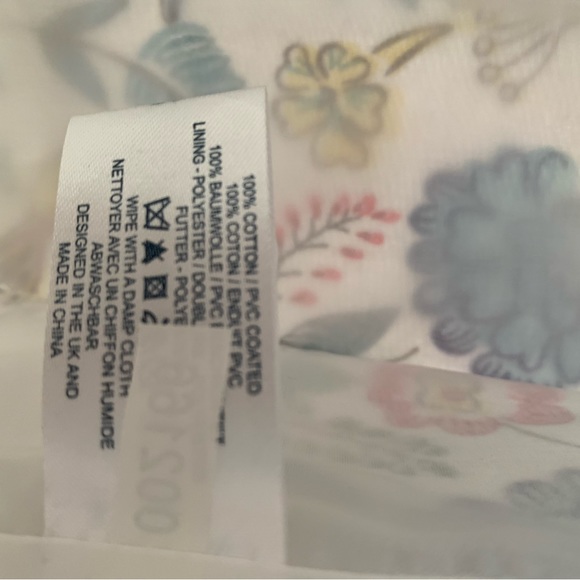 100% COTTON / PVC COATED
100% COTON / ENDUIT PVC
100% BAUMWOLLE / PVC
LINING - POLYESTER / DOUBL
FUTTER - POLYE
WIPE WITH A DAMP CLOTH
NETTOYER AVEC UN CHIFFON HUMIDE
ABWASCHBAR
DESIGNED IN THE UK AND
MADE IN CHINA